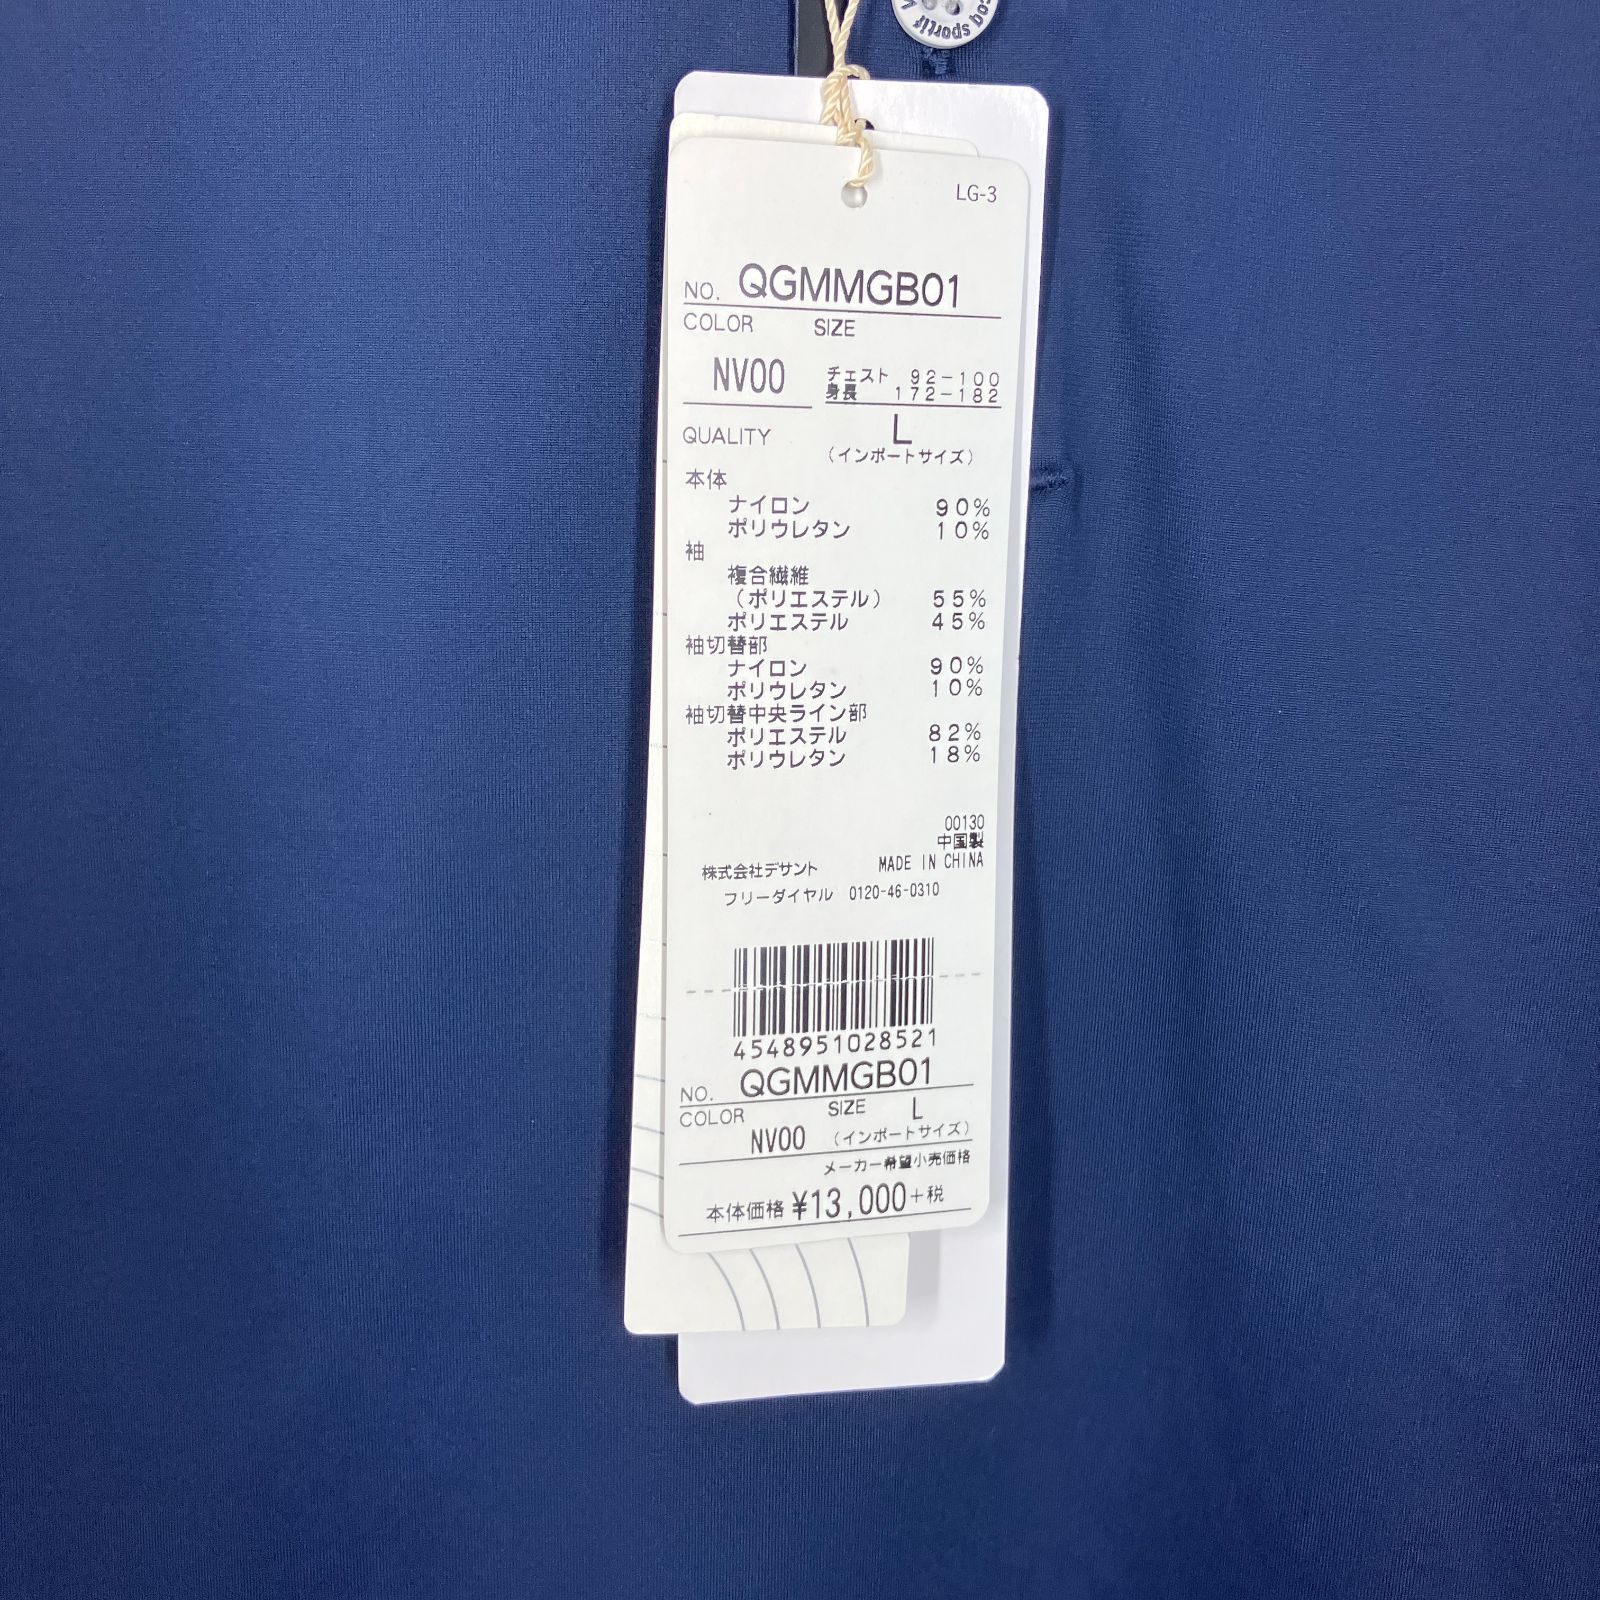 coq sportif
LG-3
NO. QGMMGB01
COLOR SIZE
NV00 チェスト 92-100
身長 172-182
QUALITY L
(インポートサイズ)
本体
ナイロン 90%
ポリウレタン 10%
袖
複合繊維
(ポリエステル) 55%
ポリエステル 45%
袖切替部
ナイロン 90%
ポリウレタン 10%
袖切替中央ライン部
ポリエステル 82%
ポリウレタン 18%
00130
中国製
株式会社デサント MADE IN CHINA
フリーダイヤル 0120-46-0310
4548951028521
NO. QGMMGB01
COLOR SIZE L
NV00 (インポートサイズ)
メーカー希望小売価格
本体価格 ¥13,000+税